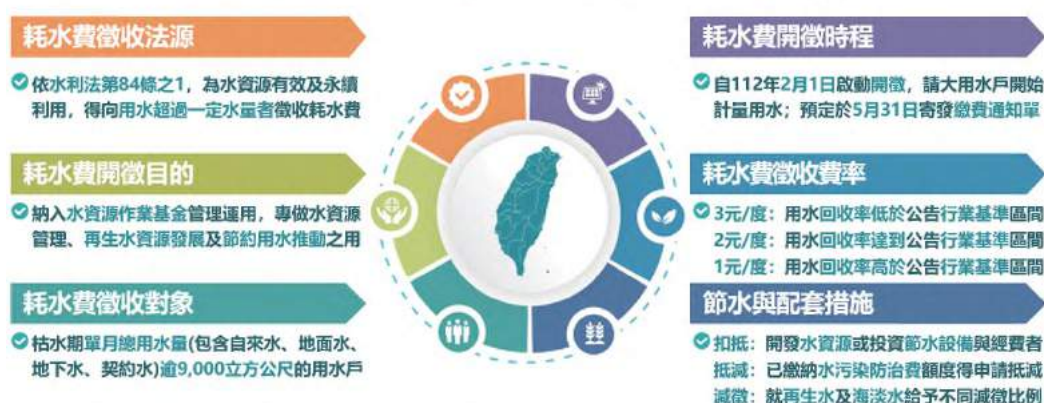 耗水費徵收法源
依水利法第84條之1，為水資源有效及永續
利用，得向用水超過一定水量者徵收耗水費
耗水費開徵目的
納入水資源作業基金管理運用，專做水資源
管理、再生水資源發展及節約用水推動之用
耗水費徵收對象
枯水期單月總用水量(包含自來水、地面水、
地下水、契約水)逾9,000立方公尺的用水戶
耗水費開徵時程
自112年2月1日啟動開徵，請大用水戶開始
計量用水；預定於5月31日寄發繳費通知單
耗水費徵收費率
3元/度：用水回收率低於公告行業基準區間
2元/度：用水回收率達到公告行業基準區間
1元/度：用水回收率高於公告行業基準區間
節水與配套措施
扣抵：開發水資源或投資節水設備與經費者
抵減：已繳納水污染防治費額度得申請抵減
減徵：就再生水及海淡水給予不同減徵比例